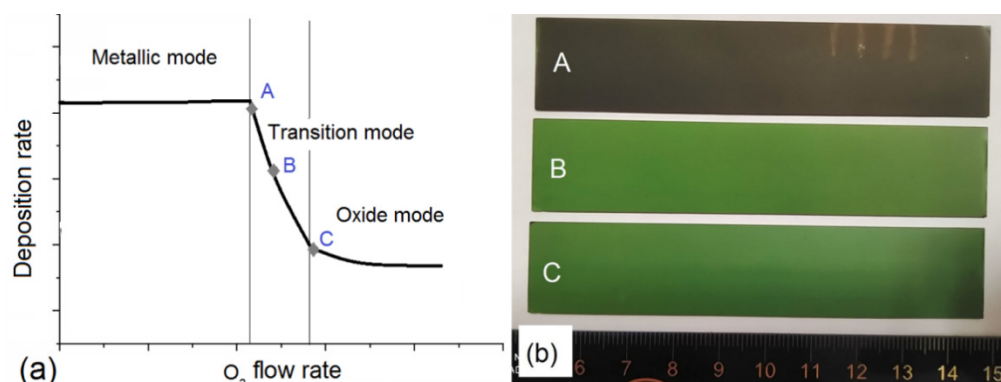 Metallic mode
A
Transition mode
B
Oxide mode
C
Deposition rate
O₂ flow rate
(a)
A
B
C
(b)
6 7 8 9 10 11 12 13 14 15